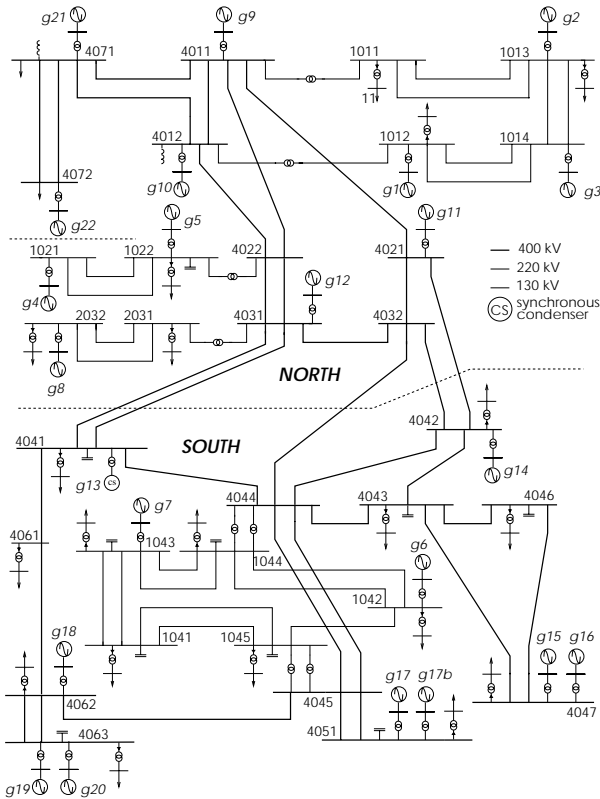 g21
g9
g2
4071
4011
1011
1013
11
4012
1012
1014
g10
g1
g3
4072
g22
g5
g11
1021
1022
4022
4021
g12
g4
400 kV
220 kV
130 kV
CS synchronous
condenser
2032
2031
4031
4032
g8
NORTH
SOUTH
4041
4042
g13
CS
g14
g7
4044
4043
4046
1043
1044
g6
4061
1042
g18
1041
1045
g15
g16
g17
g17b
4062
4045
4047
4063
4051
g19
g20